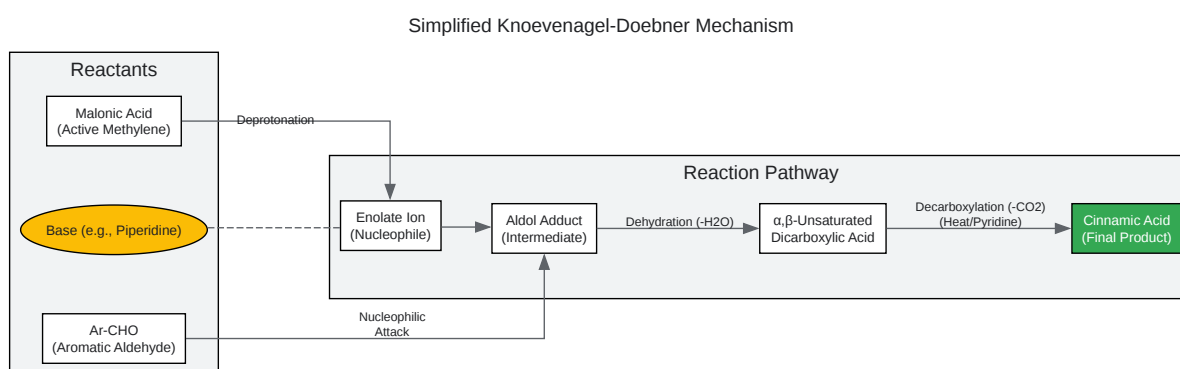 Simplified Knoevenagel-Doebner Mechanism
Reactants
Malonic Acid
(Active Methylene)
Deprotonation
Reaction Pathway
Base (e.g., Piperidine)
Enolate Ion
(Nucleophile)
Aldol Adduct
(Intermediate)
Dehydration (-H2O)
α,β-Unsaturated
Dicarboxylic Acid
Decarboxylation (-CO2)
(Heat/Pyridine)
Cinnamic Acid
(Final Product)
Ar-CHO
(Aromatic Aldehyde)
Nucleophilic
Attack